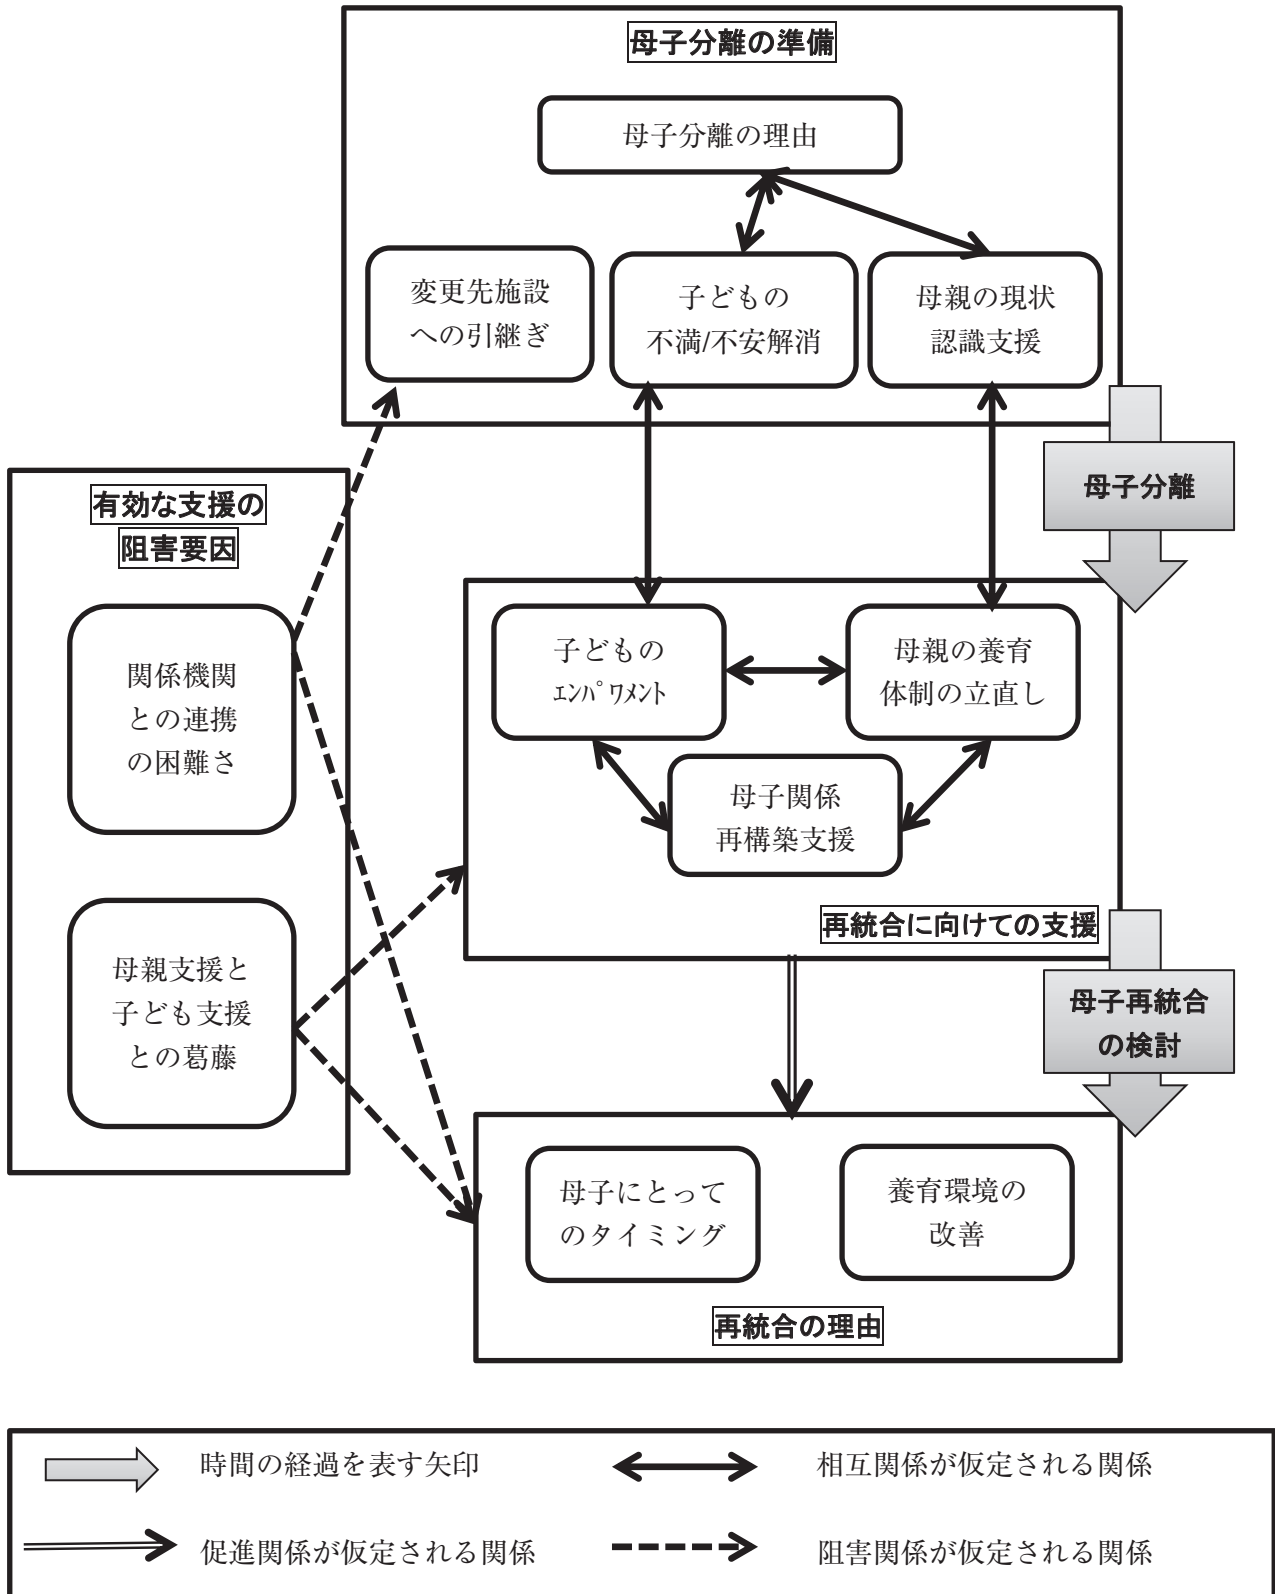 母子分離の準備
母子分離の理由
変更先施設
への引継ぎ
子どもの
不満/不安解消
母親の現状
認識支援
母子分離
有効な支援の
阻害要因
関係機関
との連携
の困難さ
母親支援と
子ども支援
との葛藤
子どもの
ｴﾝﾊﾟﾜﾒﾝﾄ
母親の養育
体制の立直し
母子関係
再構築支援
再統合に向けての支援
母子再統合
の検討
母子にとって
のタイミング
養育環境の
改善
再統合の理由
時間の経過を表す矢印
相互関係が仮定される関係
促進関係が仮定される関係
阻害関係が仮定される関係